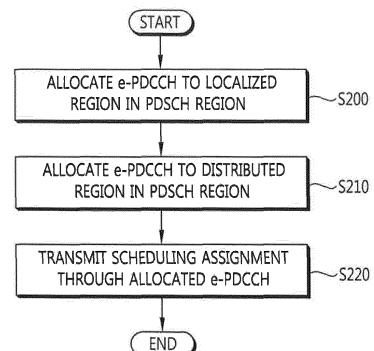 START
ALLOCATE e-PDCCH TO LOCALIZED
REGION IN PDSCH REGION
S200
ALLOCATE e-PDCCH TO DISTRIBUTED
REGION IN PDSCH REGION
S210
TRANSMIT SCHEDULING ASSIGNMENT
THROUGH ALLOCATED e-PDCCH
S220
END